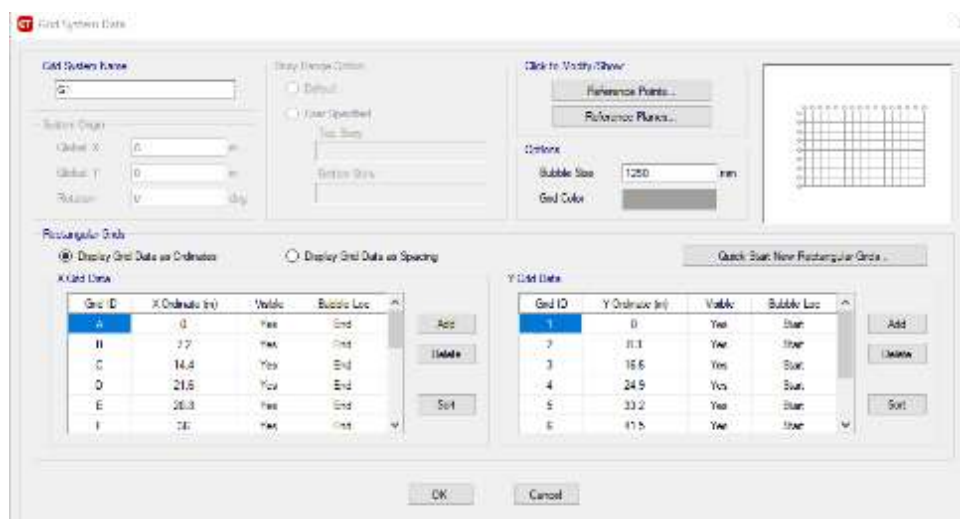 Grid System Data
Grid System Name
G1
System Origin
Global X 0 m
Global Y 0 m
Rotation 0 deg
Story Range Option
Default
User Specified
Top Story
Bottom Story
Click to Modify/Show:
Reference Points...
Reference Planes...
Options
Bubble Size 1250 mm
Grid Color
Rectangular Grids
Display Grid Data as Ordinates
Display Grid Data as Spacing
Quick Start New Rectangular Grids...
X Grid Data
Grid ID X Ordinate (m) Visible Bubble Loc
A 0 Yes End
B 7.2 Yes End
C 14.4 Yes End
D 21.6 Yes End
E 28.8 Yes End
F 36 Yes End
Add
Delete
Sort
Y Grid Data
Grid ID Y Ordinate (m) Visible Bubble Loc
1 0 Yes Start
2 8.3 Yes Start
3 16.6 Yes Start
4 24.9 Yes Start
5 33.2 Yes Start
6 41.5 Yes Start
Add
Delete
Sort
OK
Cancel